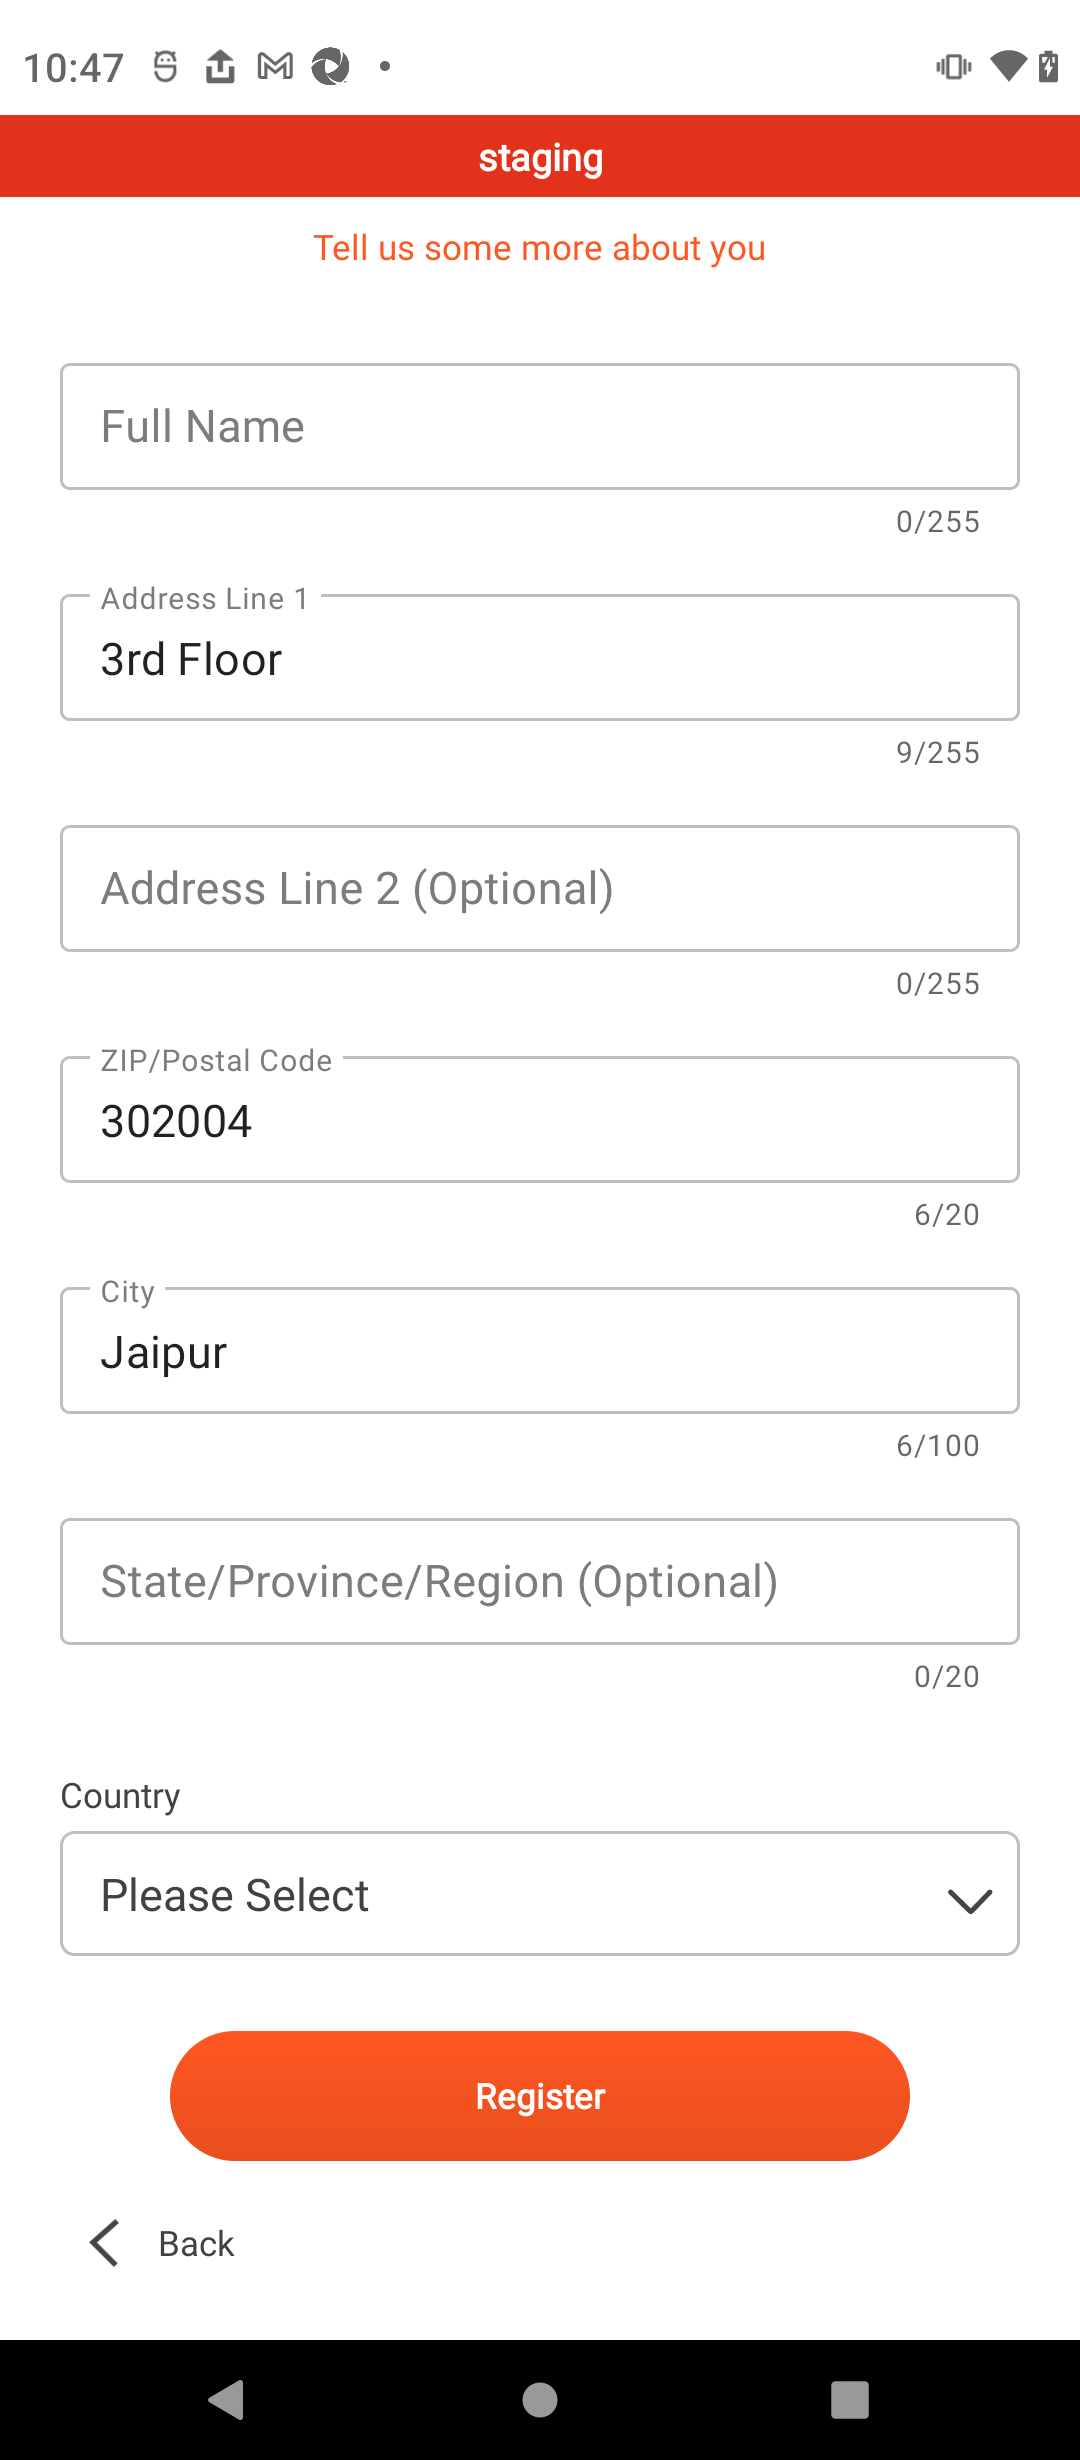 10:47
staging
Tell us some more about you
Full Name
0/255
Address Line 1
3rd Floor
9/255
Address Line 2 (Optional)
0/255
ZIP/Postal Code
302004
6/20
City
Jaipur
6/100
State/Province/Region (Optional)
0/20
Country
Please Select
Register
Back